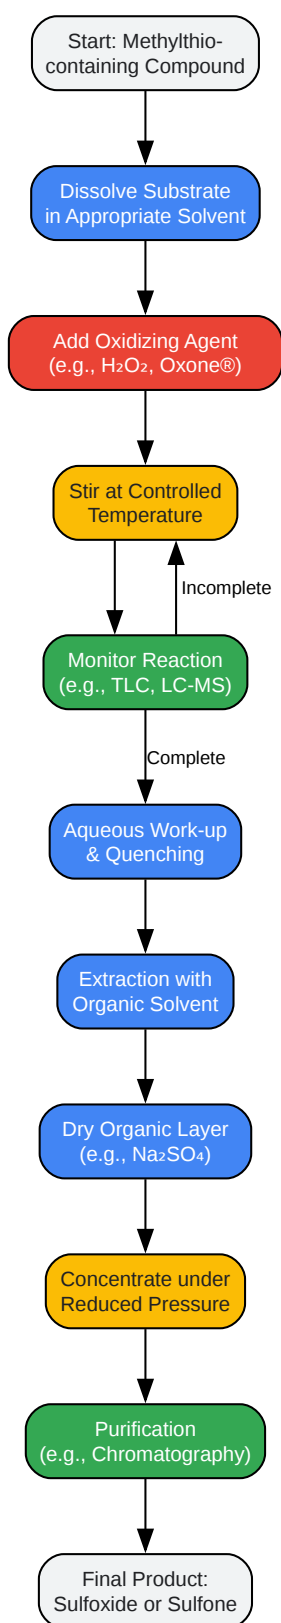 Start: Methylthio-
containing Compound
Dissolve Substrate
in Appropriate Solvent
Add Oxidizing Agent
(e.g., H₂O₂, Oxone®)
Stir at Controlled
Temperature
Incomplete
Monitor Reaction
(e.g., TLC, LC-MS)
Complete
Aqueous Work-up
& Quenching
Extraction with
Organic Solvent
Dry Organic Layer
(e.g., Na₂SO₄)
Concentrate under
Reduced Pressure
Purification
(e.g., Chromatography)
Final Product:
Sulfoxide or Sulfone